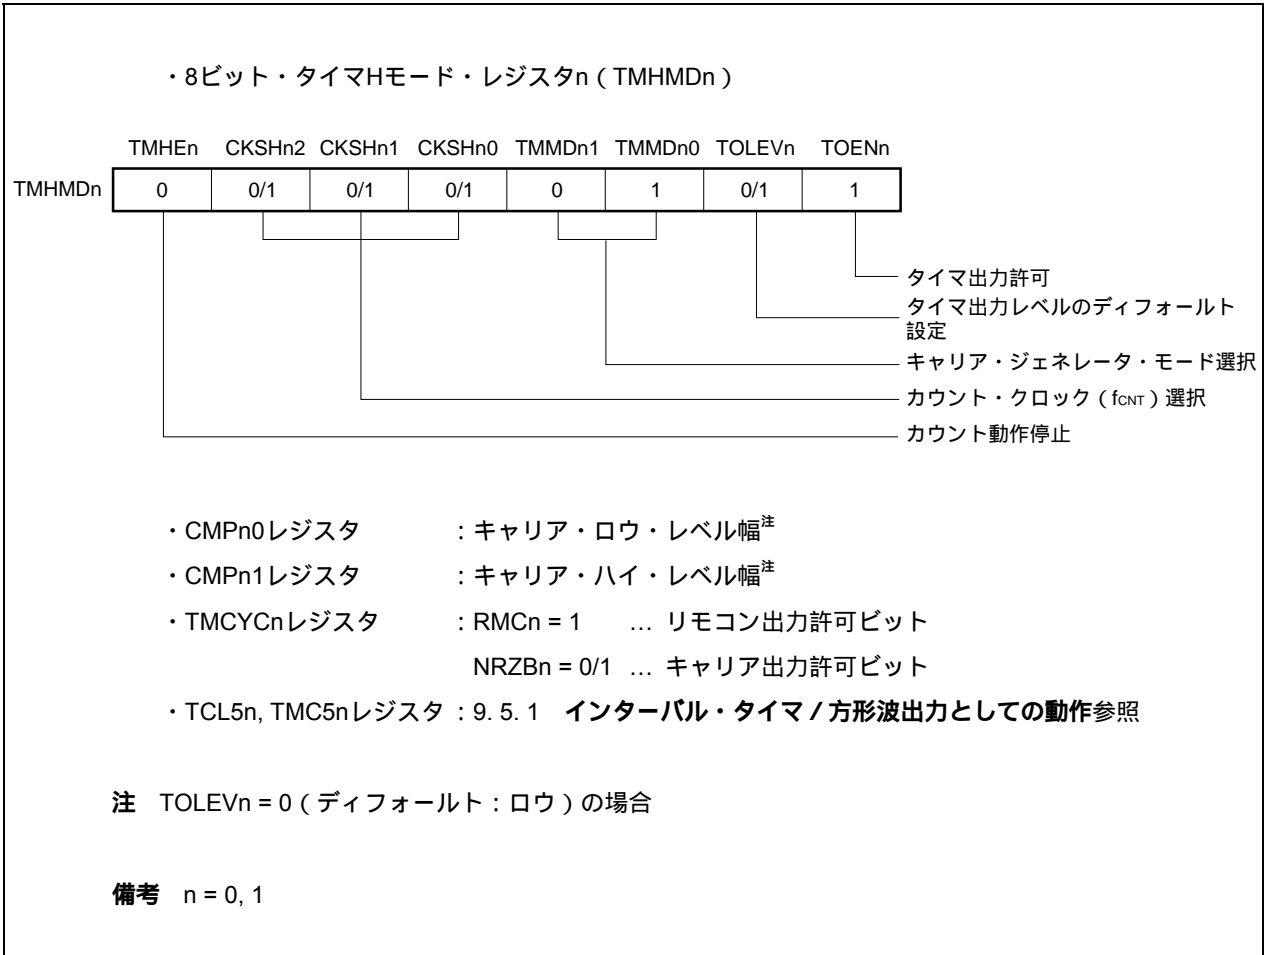 ・8ビット・タイマHモード・レジスタn（TMHMDn）
TMHEn CKSHn2 CKSHn1 CKSHn0 TMMDn1 TMMDn0 TOLEVn TOENn
TMHMDn 0 0/1 0/1 0/1 0 1 0/1 1
タイマ出力許可
タイマ出力レベルのディフォールト
設定
キャリア・ジェネレータ・モード選択
カウント・クロック（fCNT）選択
カウント動作停止
・CMPn0レジスタ ：キャリア・ロウ・レベル幅注
・CMPn1レジスタ ：キャリア・ハイ・レベル幅注
・TMCYCnレジスタ ：RMCn = 1 … リモコン出力許可ビット
NRZBn = 0/1 … キャリア出力許可ビット
・TCL5n, TMC5nレジスタ：9. 5. 1 インターバル・タイマ／方形波出力としての動作参照
注 TOLEVn = 0（ディフォールト：ロウ）の場合
備考 n = 0, 1